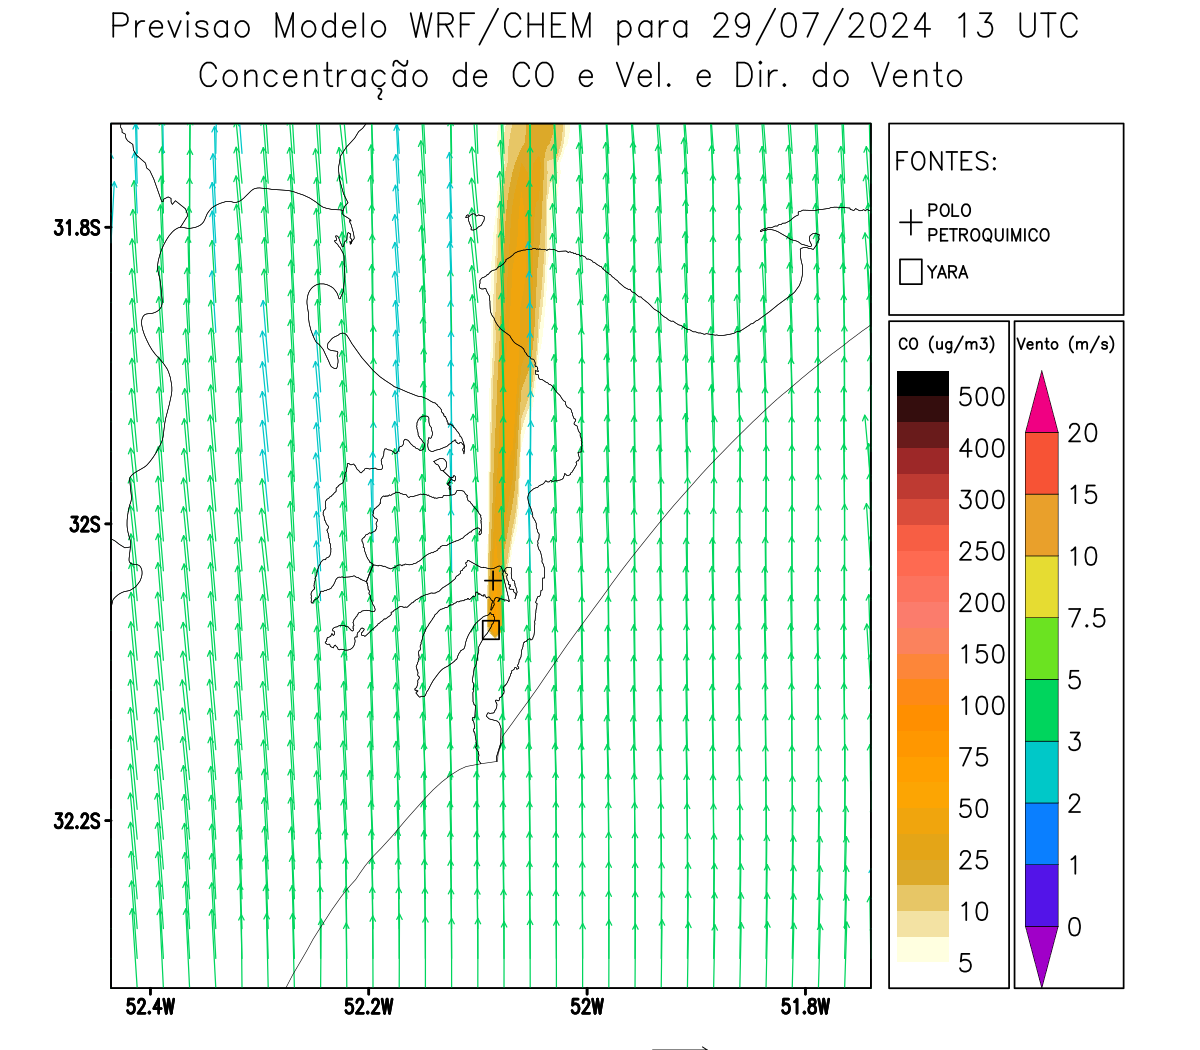 Previsao Modelo WRF/CHEM para 29/07/2024 13 UTC
Concentração de CO e Vel. e Dir. do Vento
FONTES:
POLO
PETROQUIMICO
YARA
CO (ug/m3)
500
400
300
250
200
150
100
75
50
25
10
5
Vento (m/s)
20
15
10
7.5
5
3
2
1
0
31.8S
32S
32.2S
52.4W
52.2W
52W
51.8W